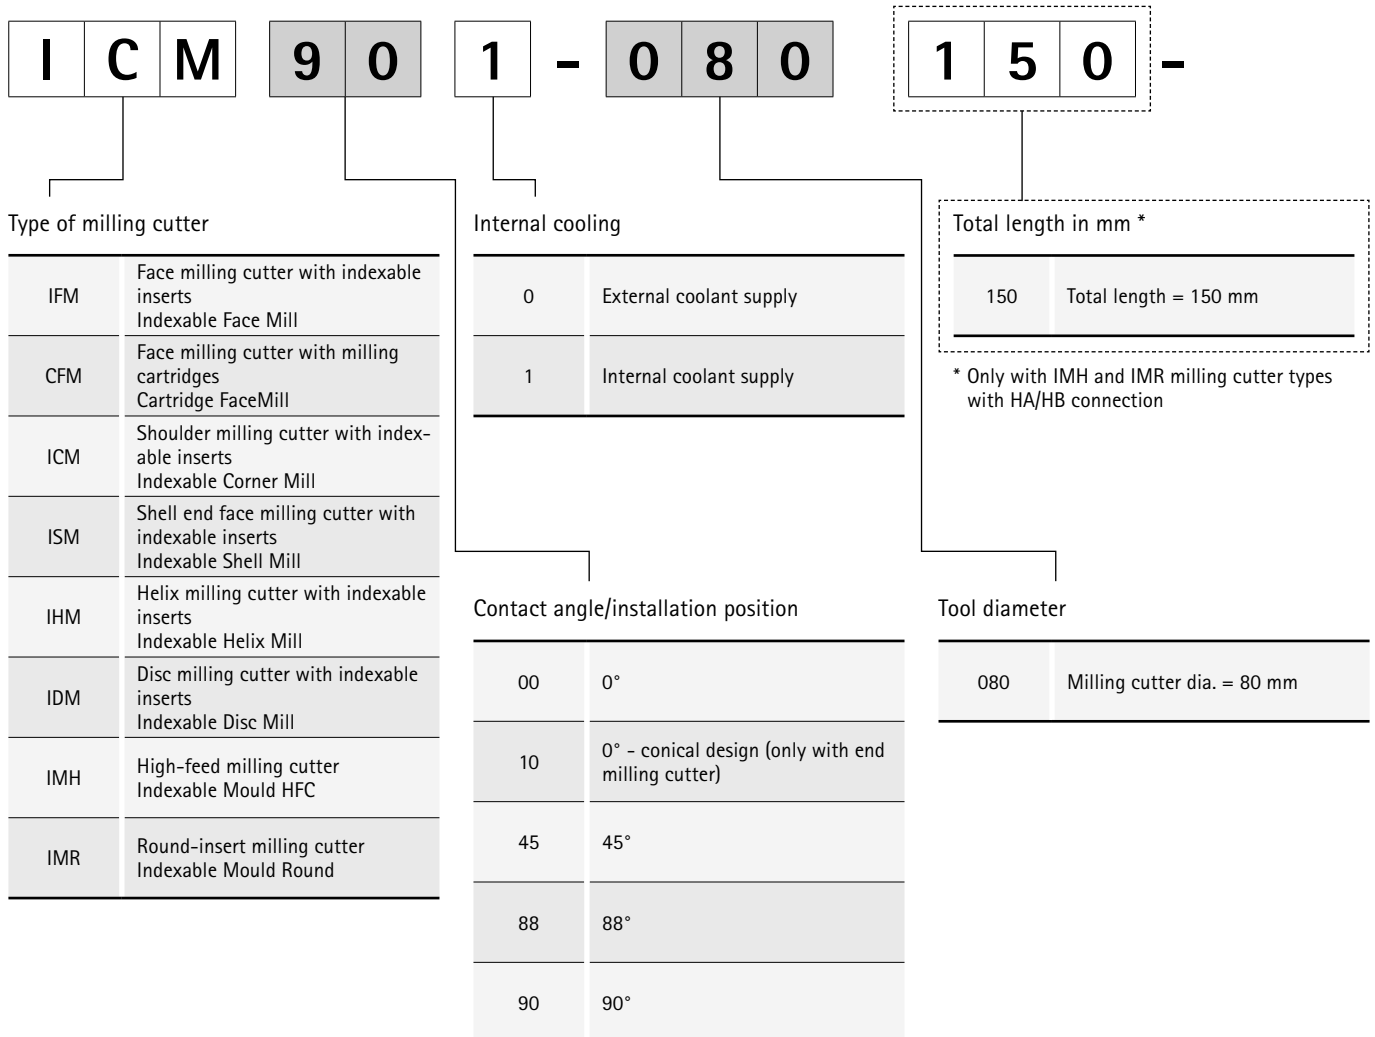 I C M 9 0 1 - 0 8 0 1 5 0 -
Type of milling cutter
IFM
Face milling cutter with indexable
inserts
Indexable Face Mill
CFM
Face milling cutter with milling
cartridges
Cartridge FaceMill
ICM
Shoulder milling cutter with index-
able inserts
Indexable Corner Mill
ISM
Shell end face milling cutter with
indexable inserts
Indexable Shell Mill
IHM
Helix milling cutter with indexable
inserts
Indexable Helix Mill
IDM
Disc milling cutter with indexable
inserts
Indexable Disc Mill
IMH
High-feed milling cutter
Indexable Mould HFC
IMR
Round-insert milling cutter
Indexable Mould Round
Internal cooling
0 External coolant supply
1 Internal coolant supply
Total length in mm *
150 Total length = 150 mm
* Only with IMH and IMR milling cutter types
with HA/HB connection
Contact angle/installation position
00 0°
10
0° - conical design (only with end
milling cutter)
45 45°
88 88°
90 90°
Tool diameter
080 Milling cutter dia. = 80 mm